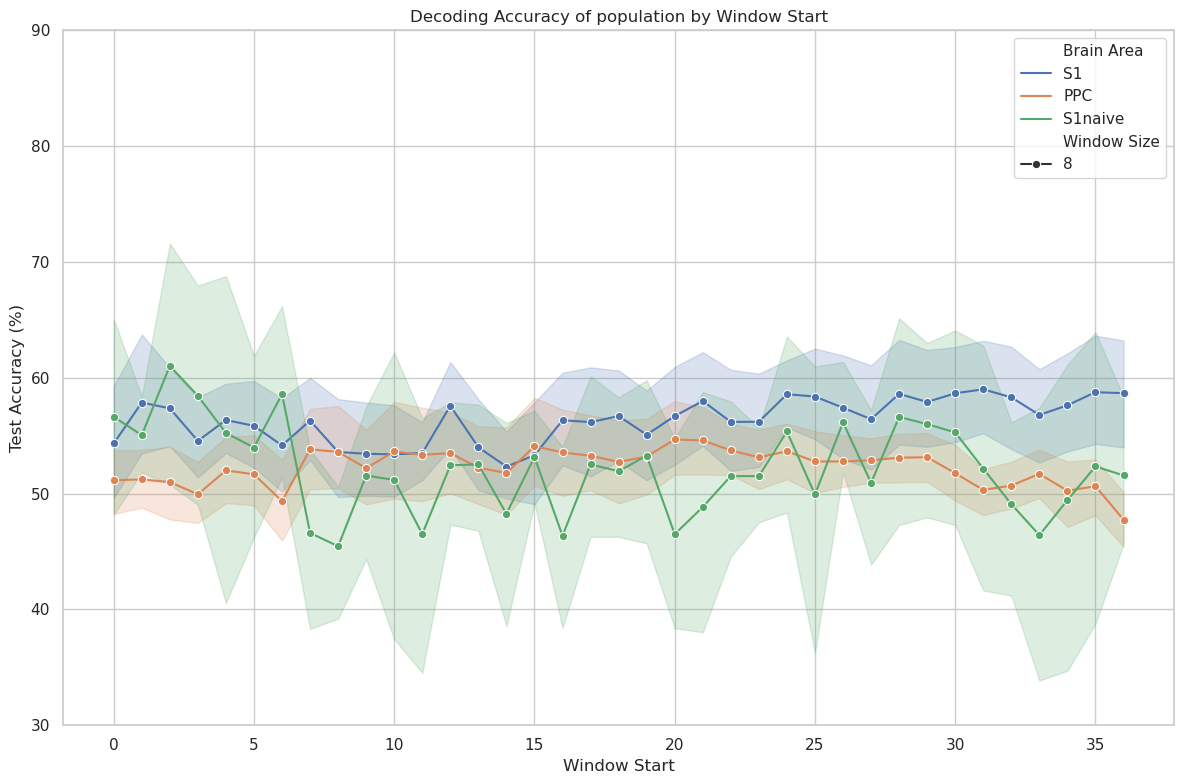 Decoding Accuracy of population by Window Start
90
80
70
60
50
40
30
Test Accuracy (%)
Brain Area
S1
PPC
S1naive
Window Size
8
0 5 10 15 20 25 30 35
Window Start